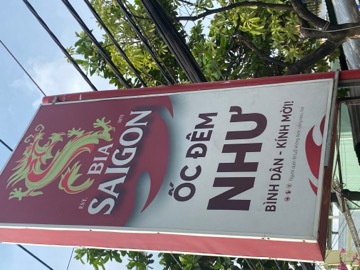 BIA
SAIGON
ỐC ĐÊM
NHƯ
BÌNH DÂN - KÍNH MỜI!